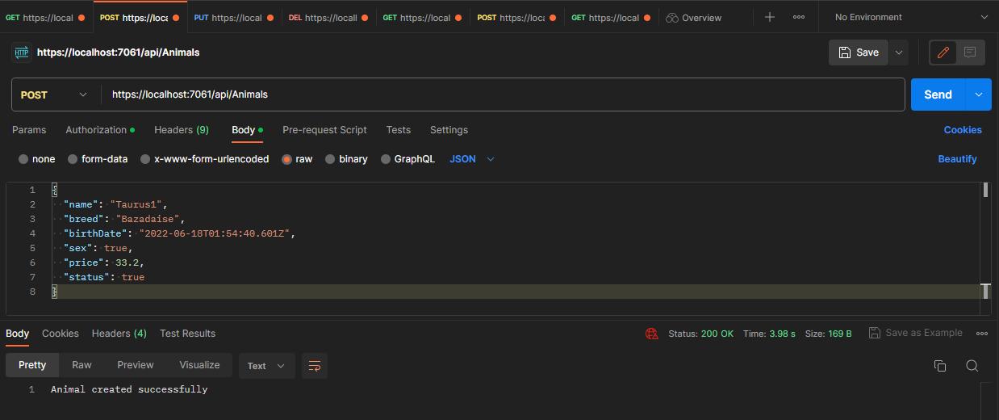 GET https://local POST https://loca PUT https://local DEL https://locall GET https://local POST https://loc GET https://local Overview No Environment
HTTP https://localhost:7061/api/Animals Save
POST https://localhost:7061/api/Animals Send
Params Authorization Headers (9) Body Pre-request Script Tests Settings Cookies
none form-data x-www-form-urlencoded raw binary GraphQL JSON Beautify
1 {
2 "name": "Taurus1",
3 "breed": "Bazadaise",
4 "birthDate": "2022-06-18T01:54:40.601Z",
5 "sex": true,
6 "price": 33.2,
7 "status": true
8 }
Body Cookies Headers (4) Test Results Status: 200 OK Time: 3.98 s Size: 169 B Save as Example
Pretty Raw Preview Visualize Text
1 Animal created successfully